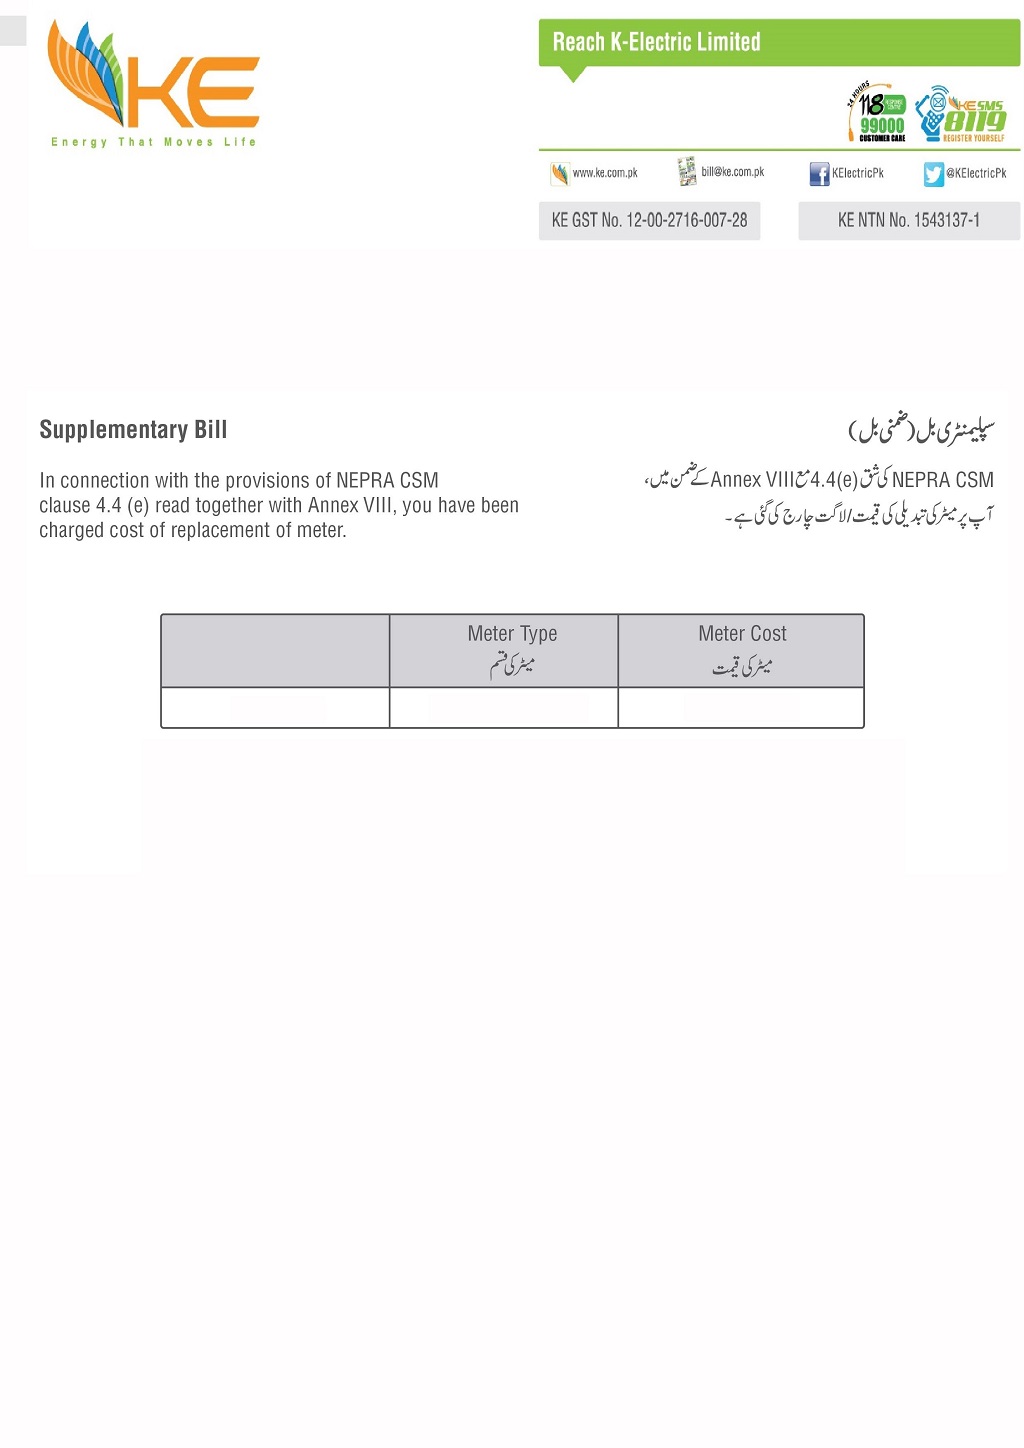 KE
Energy That Moves Life
Reach K-Electric Limited
24 HOURS
118
99000
CUSTOMER CARE
KE SMS
8119
REGISTER YOURSELF
www.ke.com.pk
bill@ke.com.pk
KElectricPk
@KElectricPk
KE GST No. 12-00-2716-007-28
KE NTN No. 1543137-1
Supplementary Bill
In connection with the provisions of NEPRA CSM
clause 4.4 (e) read together with Annex VIII, you have been
charged cost of replacement of meter.
سپلیمنٹری بل (ضمنی بل)
NEPRA CSM کی شق 4.4(e) مع Annex VIII کے ضمن میں،
آپ پر میٹر کی تبدیلی کی قیمت/لاگت چارج کی گئی ہے۔
Meter Type
میٹر کی قسم
Meter Cost
میٹر کی قیمت